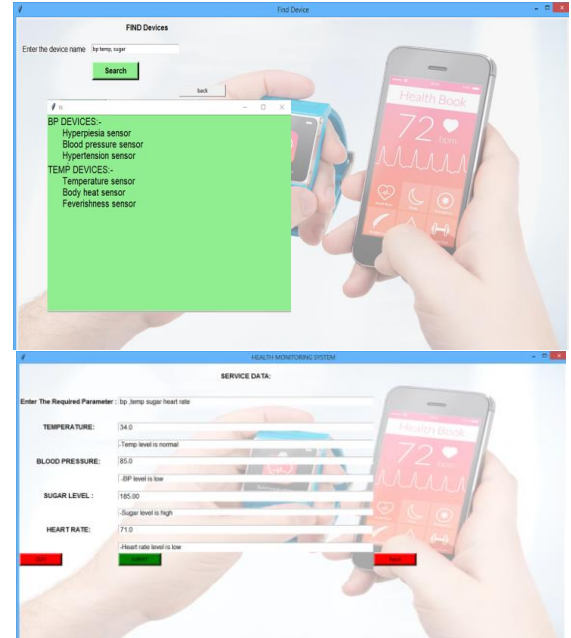 Find Device
FIND Devices
Enter the device name bp temp, sugar
Search
back
tk
BP DEVICES:-
Hyperpiesia sensor
Blood pressure sensor
Hypertension sensor
TEMP DEVICES:-
Temperature sensor
Body heat sensor
Feverishness sensor
Health Book
72
bpm
HEALTH MONITORING SYSTEM
SERVICE DATA:
Enter The Required Parameter : bp ,temp sugar heart rate
TEMPERATURE: 34.0
-Temp level is normal
BLOOD PRESSURE: 85.0
-BP level is low
SUGAR LEVEL : 185.00
-Sugar level is high
HEART RATE: 71.0
-Heart rate level is low
Health Book
72
bpm